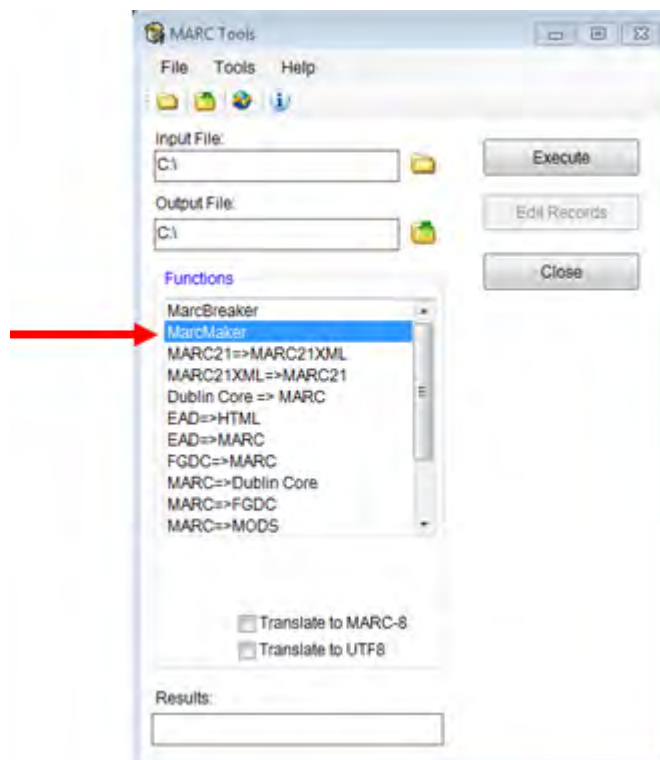 MARC Tools
File Tools Help
Input File:
C:\
Execute
Output File:
Edit Records
C:\
Functions
Close
MarcBreaker
MarcMaker
MARC21=>MARC21XML
MARC21XML=>MARC21
Dublin Core => MARC
EAD=>HTML
EAD=>MARC
FGDC=>MARC
MARC=>Dublin Core
MARC=>FGDC
MARC=>MODS
Translate to MARC-8
Translate to UTF8
Results: